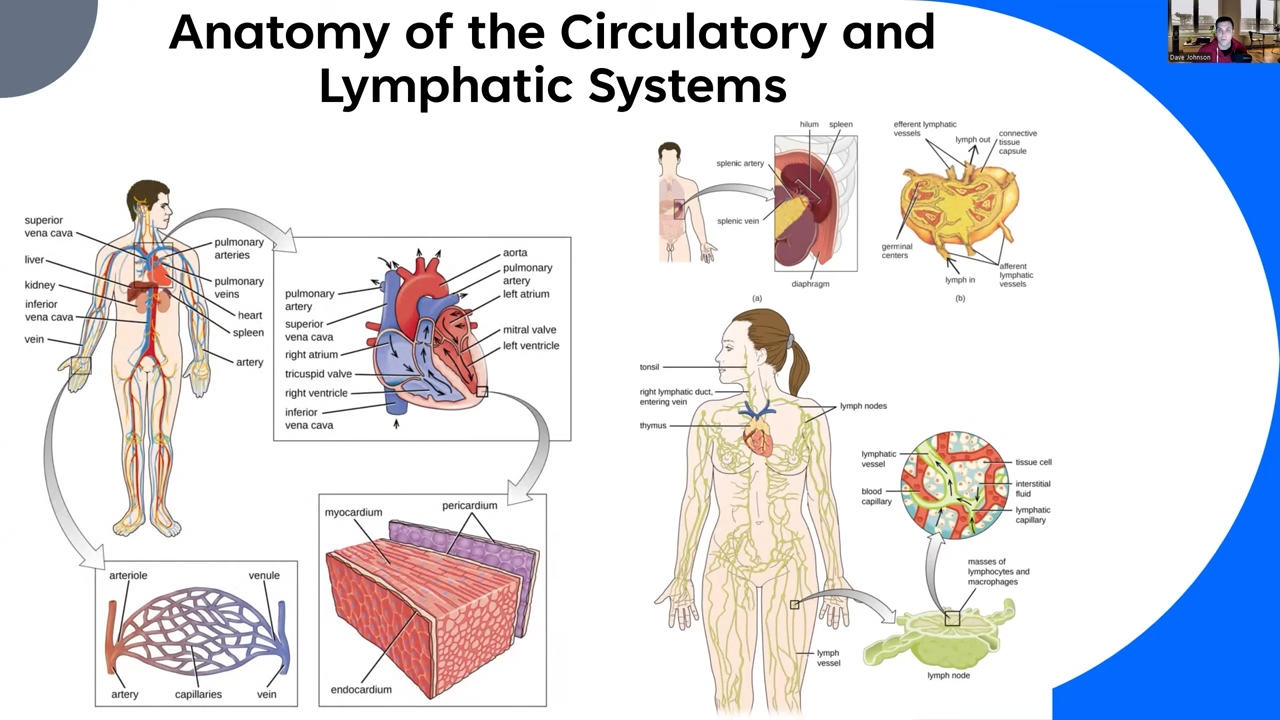 Anatomy of the Circulatory and
Lymphatic Systems
Dave Johnson
superior
vena cava
liver
kidney
inferior
vena cava
vein
pulmonary
arteries
pulmonary
veins
heart
spleen
artery
pulmonary
artery
superior
vena cava
right atrium
tricuspid valve
right ventricle
inferior
vena cava
aorta
pulmonary
artery
left atrium
mitral valve
left ventricle
arteriole
venule
artery
capillaries
vein
myocardium
pericardium
endocardium
hilum
spleen
splenic artery
splenic vein
diaphragm
(a)
efferent lymphatic
vessels
lymph out
connective
tissue
capsule
germinal
centers
lymph in
afferent
lymphatic
vessels
(b)
tonsil
right lymphatic duct,
entering vein
thymus
lymph nodes
lymphatic
vessel
blood
capillary
tissue cell
interstitial
fluid
lymphatic
capillary
masses of
lymphocytes and
macrophages
lymph
vessel
lymph node